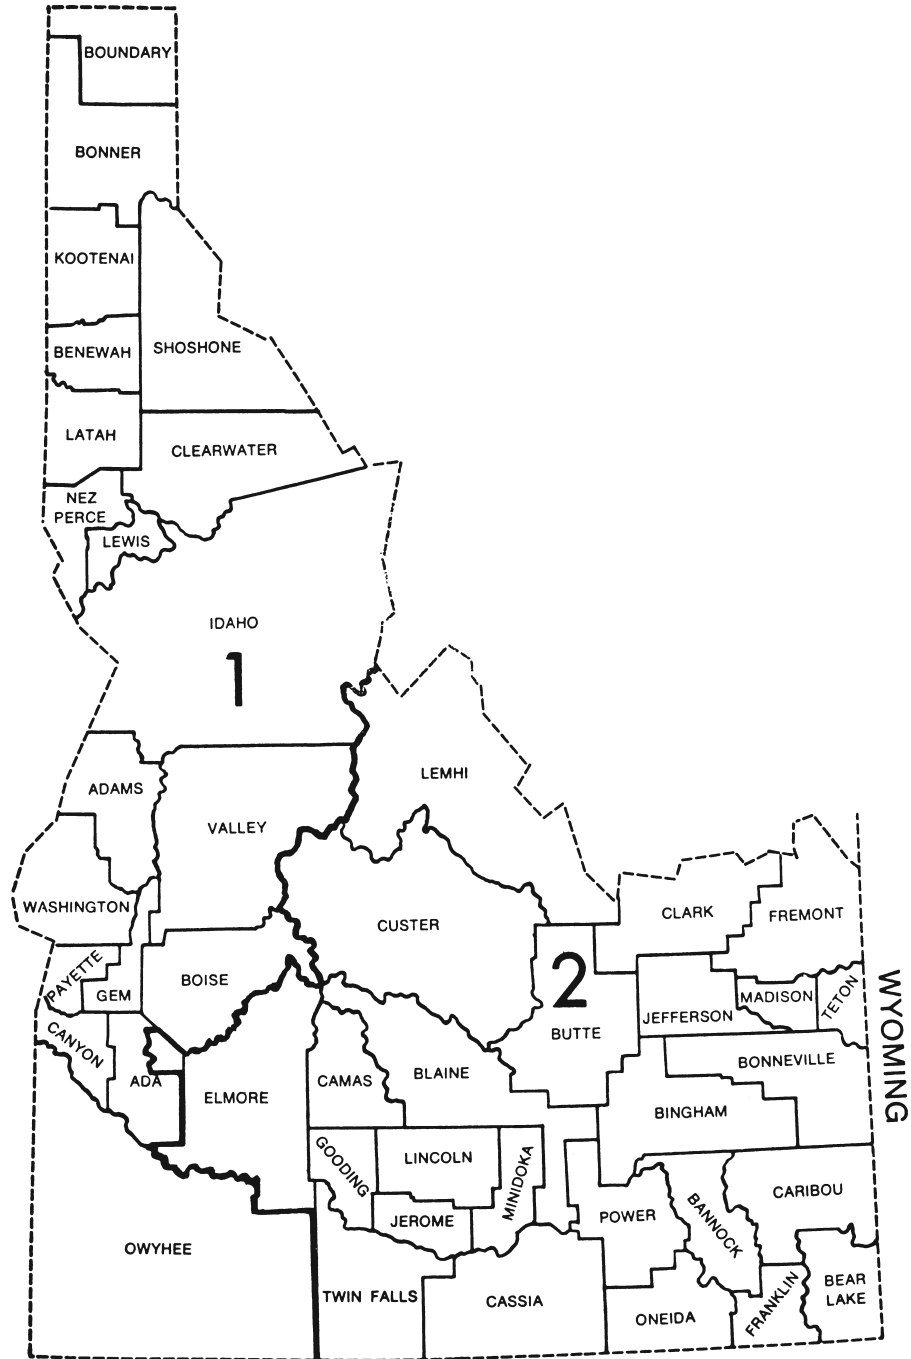 BOUNDARY
BONNER
KOOTENAI
BENEWAH
SHOSHONE
LATAH
CLEARWATER
NEZ
PERCE
LEWIS
IDAHO
1
ADAMS
VALLEY
LEMHI
WASHINGTON
CUSTER
CLARK
FREMONT
PAYETTE
GEM
BOISE
2
BUTTE
JEFFERSON
MADISON
TETON
WYOMING
CANYON
ADA
ELMORE
CAMAS
BLAINE
BONNEVILLE
BINGHAM
GOODING
LINCOLN
MINIDOKA
JEROME
POWER
BANNOCK
CARIBOU
OWYHEE
TWIN FALLS
CASSIA
ONEIDA
FRANKLIN
BEAR
LAKE